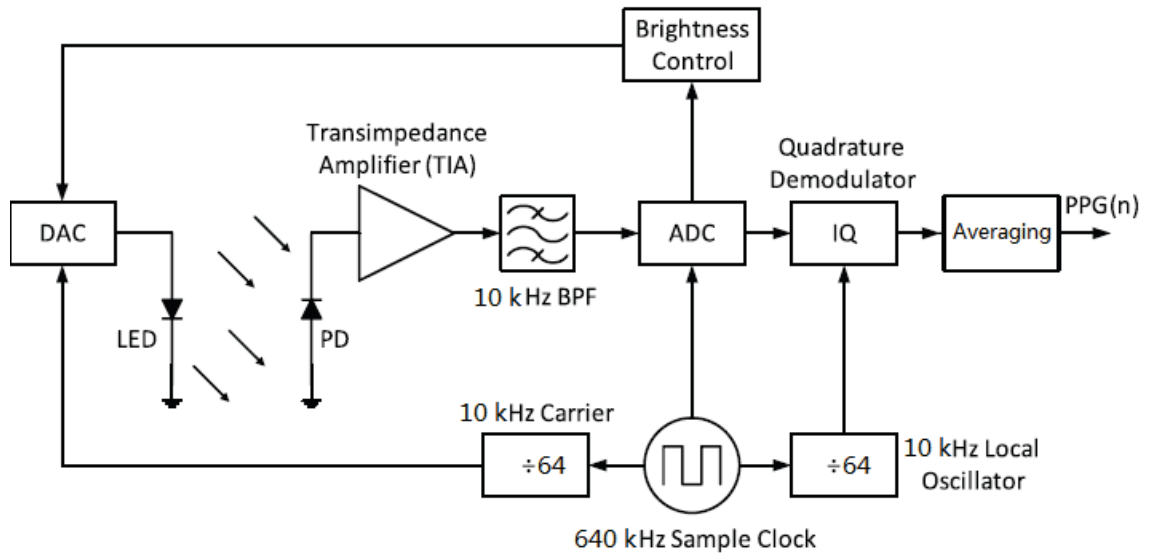 Brightness
Control
Transimpedance
Amplifier (TIA)
Quadrature
Demodulator
DAC
ADC
IQ
Averaging
PPG(n)
10 kHz BPF
LED
PD
10 kHz Carrier
÷64
÷64
10 kHz Local
Oscillator
640 kHz Sample Clock